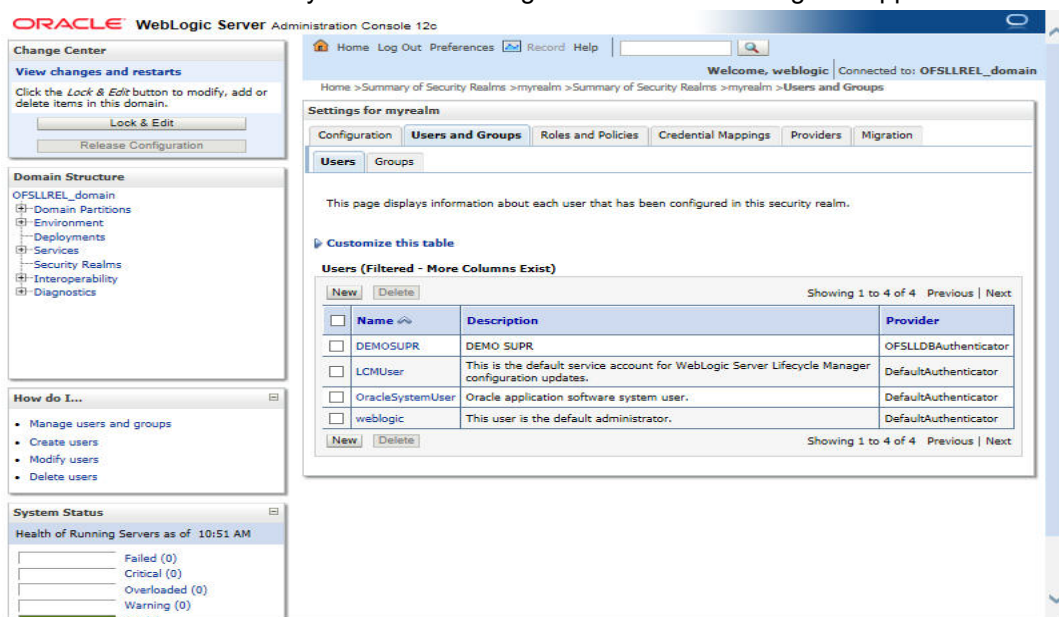 ORACLE WebLogic Server Administration Console 12c
Change Center
View changes and restarts
Click the Lock & Edit button to modify, add or
delete items in this domain.
Lock & Edit
Release Configuration
Domain Structure
OFSLLREL_domain
Domain Partitions
Environment
Deployments
Services
Security Realms
Interoperability
Diagnostics
How do I...
Manage users and groups
Create users
Modify users
Delete users
System Status
Health of Running Servers as of 10:51 AM
Failed (0)
Critical (0)
Overloaded (0)
Warning (0)
Home Log Out Preferences Record Help
Welcome, weblogic Connected to: OFSLLREL_domain
Home >Summary of Security Realms >myrealm >Summary of Security Realms >myrealm >Users and Groups
Settings for myrealm
Configuration Users and Groups Roles and Policies Credential Mappings Providers Migration
Users Groups
This page displays information about each user that has been configured in this security realm.
Customize this table
Users (Filtered - More Columns Exist)
New Delete Showing 1 to 4 of 4 Previous | Next
Name Description Provider
DEMOSUPR DEMO SUPR OFSLLDBAuthenticator
LCMUser This is the default service account for WebLogic Server Lifecycle Manager
configuration updates. DefaultAuthenticator
OracleSystemUser Oracle application software system user. DefaultAuthenticator
weblogic This user is the default administrator. DefaultAuthenticator
New Delete Showing 1 to 4 of 4 Previous | Next